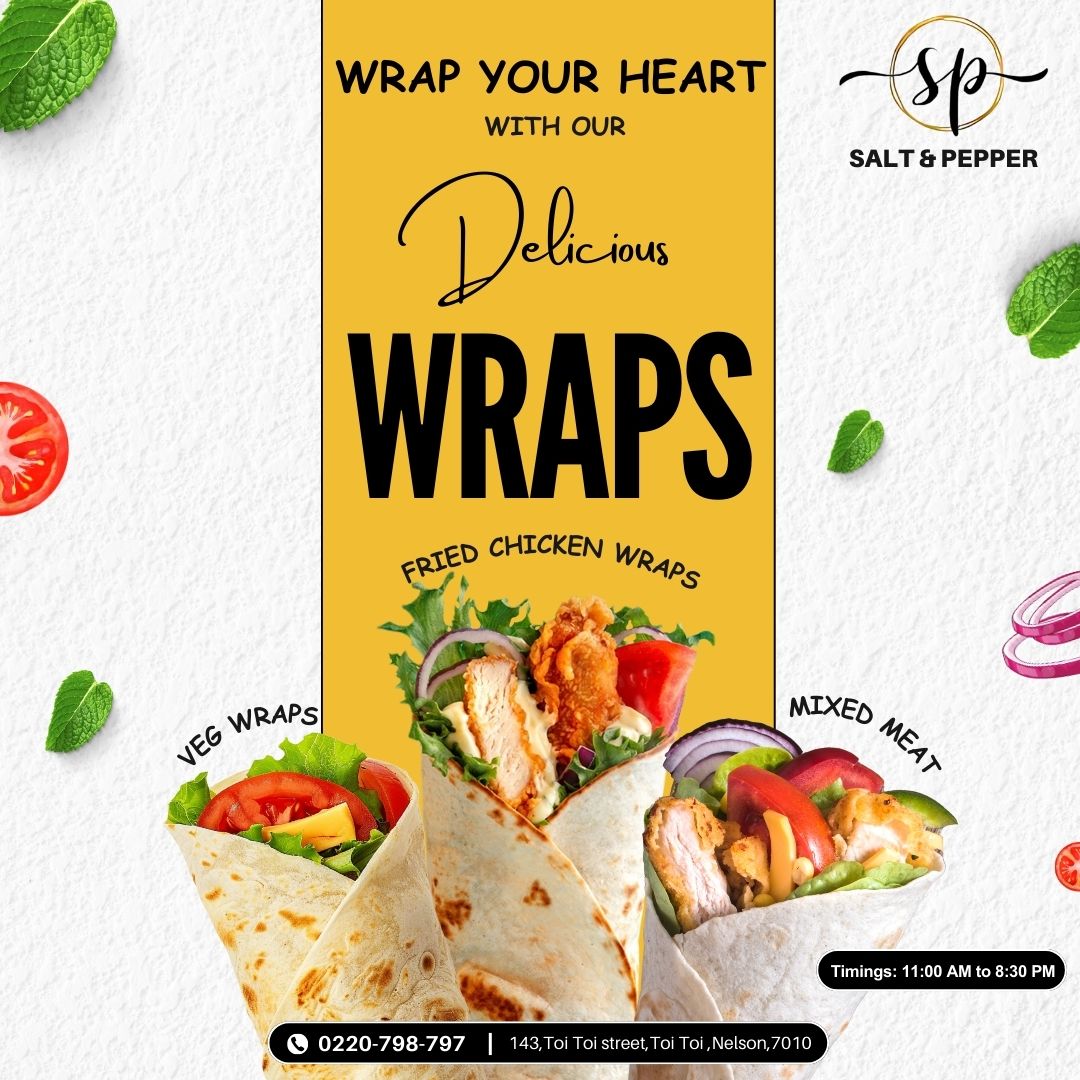 WRAP YOUR HEART
WITH OUR
Delicious
WRAPS
sp
SALT & PEPPER
FRIED CHICKEN WRAPS
VEG WRAPS
MIXED MEAT
Timings: 11:00 AM to 8:30 PM
0220-798-797 | 143,Toi Toi street,Toi Toi ,Nelson,7010